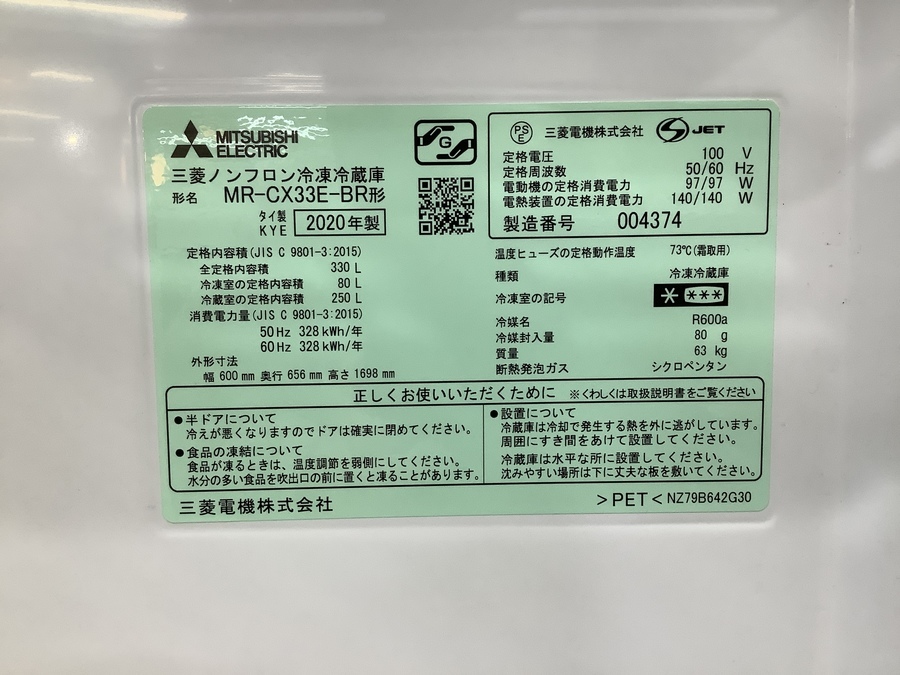 MITSUBISHI
ELECTRIC
G
三菱ノンフロン冷凍冷蔵庫
形名 MR-CX33E-BR形
タイ製
KYE 2020年製
PS
E
三菱電機株式会社 S JET
定格電圧 100 V
定格周波数 50/60 Hz
電動機の定格消費電力 97/97 W
電熱装置の定格消費電力 140/140 W
製造番号 004374
定格内容積(JIS C 9801-3:2015)
全定格内容積 330 L
冷凍室の定格内容積 80 L
冷蔵室の定格内容積 250 L
消費電力量(JIS C 9801-3:2015)
50Hz 328kWh/年
60Hz 328kWh/年
外形寸法
幅 600mm 奥行 656mm 高さ 1698mm
温度ヒューズの定格動作温度 73℃(霜取用)
種類 冷凍冷蔵庫
冷凍室の記号 * ***
冷媒名 R600a
冷媒封入量 80 g
質量 63 kg
断熱発泡ガス シクロペンタン
正しくお使いいただくために ※くわしくは取扱説明書をご覧ください
●半ドアについて
冷えが悪くなりますのでドアは確実に閉めてください。
●食品の凍結について
食品が凍るときは、温度調節を弱側にしてください。
水分の多い食品を吹出口の前に置くと凍ることがあります。
●設置について
冷蔵庫は冷却で発生する熱を外に逃がしています。
周囲にすき間をあけて設置してください。
冷蔵庫は水平な所に設置してください。
沈みやすい場所は下に丈夫な板を敷いてください。
三菱電機株式会社
>PET< NZ79B642G30